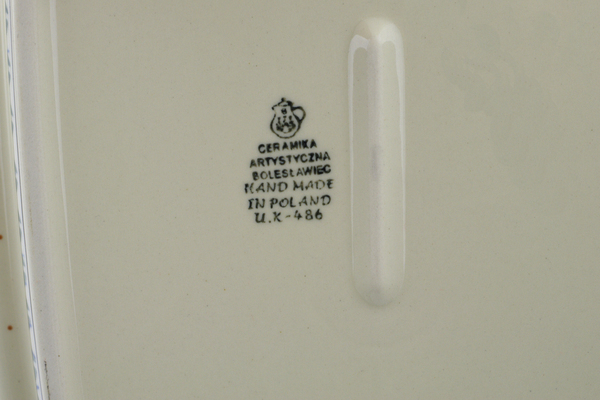 CERAMIKA
ARTYSTYCZNA
BOLESŁAWIEC
HAND MADE
IN POLAND
U.K-486